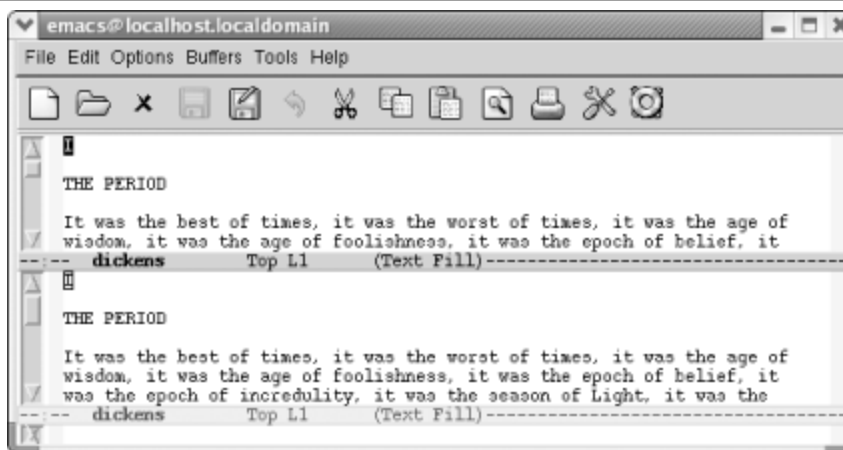 emacs@localhost.localdomain
File Edit Options Buffers Tools Help
I
THE PERIOD
It was the best of times, it was the worst of times, it was the age of
wisdom, it was the age of foolishness, it was the epoch of belief, it
--:-- dickens Top L1 (Text Fill)--------------------------------------
I
THE PERIOD
It was the best of times, it was the worst of times, it was the age of
wisdom, it was the age of foolishness, it was the epoch of belief, it
was the epoch of incredulity, it was the season of Light, it was the
--:-- dickens Top L1 (Text Fill)--------------------------------------